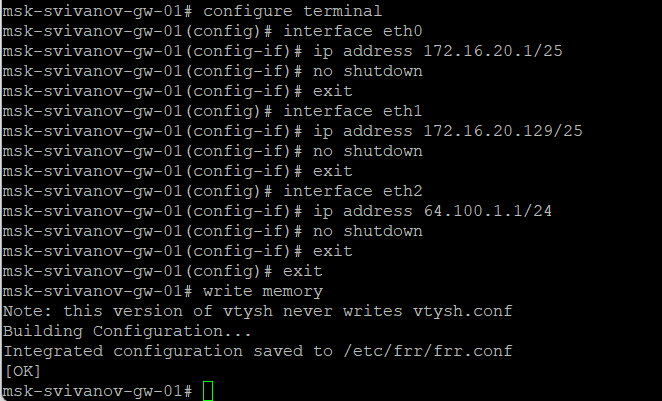 msk-svivanov-gw-01# configure terminal
msk-svivanov-gw-01(config)# interface eth0
msk-svivanov-gw-01(config-if)# ip address 172.16.20.1/25
msk-svivanov-gw-01(config-if)# no shutdown
msk-svivanov-gw-01(config-if)# exit
msk-svivanov-gw-01(config)# interface eth1
msk-svivanov-gw-01(config-if)# ip address 172.16.20.129/25
msk-svivanov-gw-01(config-if)# no shutdown
msk-svivanov-gw-01(config-if)# exit
msk-svivanov-gw-01(config)# interface eth2
msk-svivanov-gw-01(config-if)# ip address 64.100.1.1/24
msk-svivanov-gw-01(config-if)# no shutdown
msk-svivanov-gw-01(config-if)# exit
msk-svivanov-gw-01(config)# exit
msk-svivanov-gw-01# write memory
Note: this version of vtysh never writes vtysh.conf
Building Configuration...
Integrated configuration saved to /etc/frr/frr.conf
[OK]
msk-svivanov-gw-01#